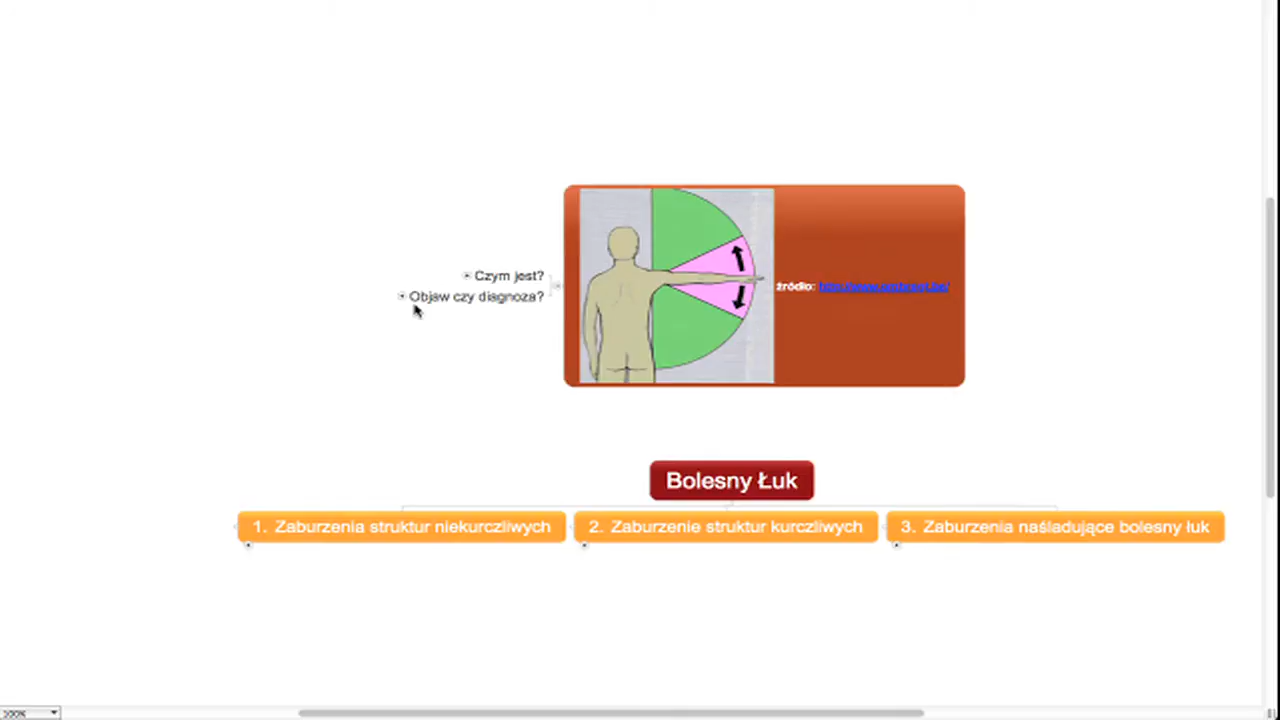 Czym jest?
Objaw czy diagnoza?
źródło:
Bolesny Łuk
1. Zaburzenia struktur niekurczliwych
2. Zaburzenie struktur kurczliwych
3. Zaburzenia naśladujące bolesny łuk
100%